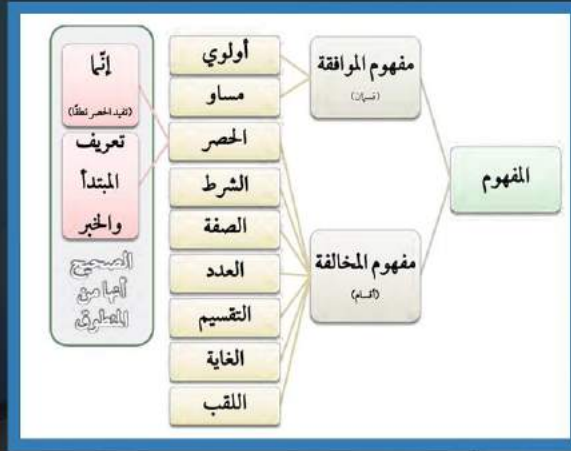 المفهوم
مفهوم الموافقة
(قسمان)
أولوي
مساو
مفهوم المخالفة
(أقسام)
الحصر
الشرط
الصفة
العدد
التقسيم
الغاية
اللقب
إنّما
(تفيد الحصر نطقًا)
تعريف
المبتدأ
والخبر
الصحيح
أنها من
المنطوق